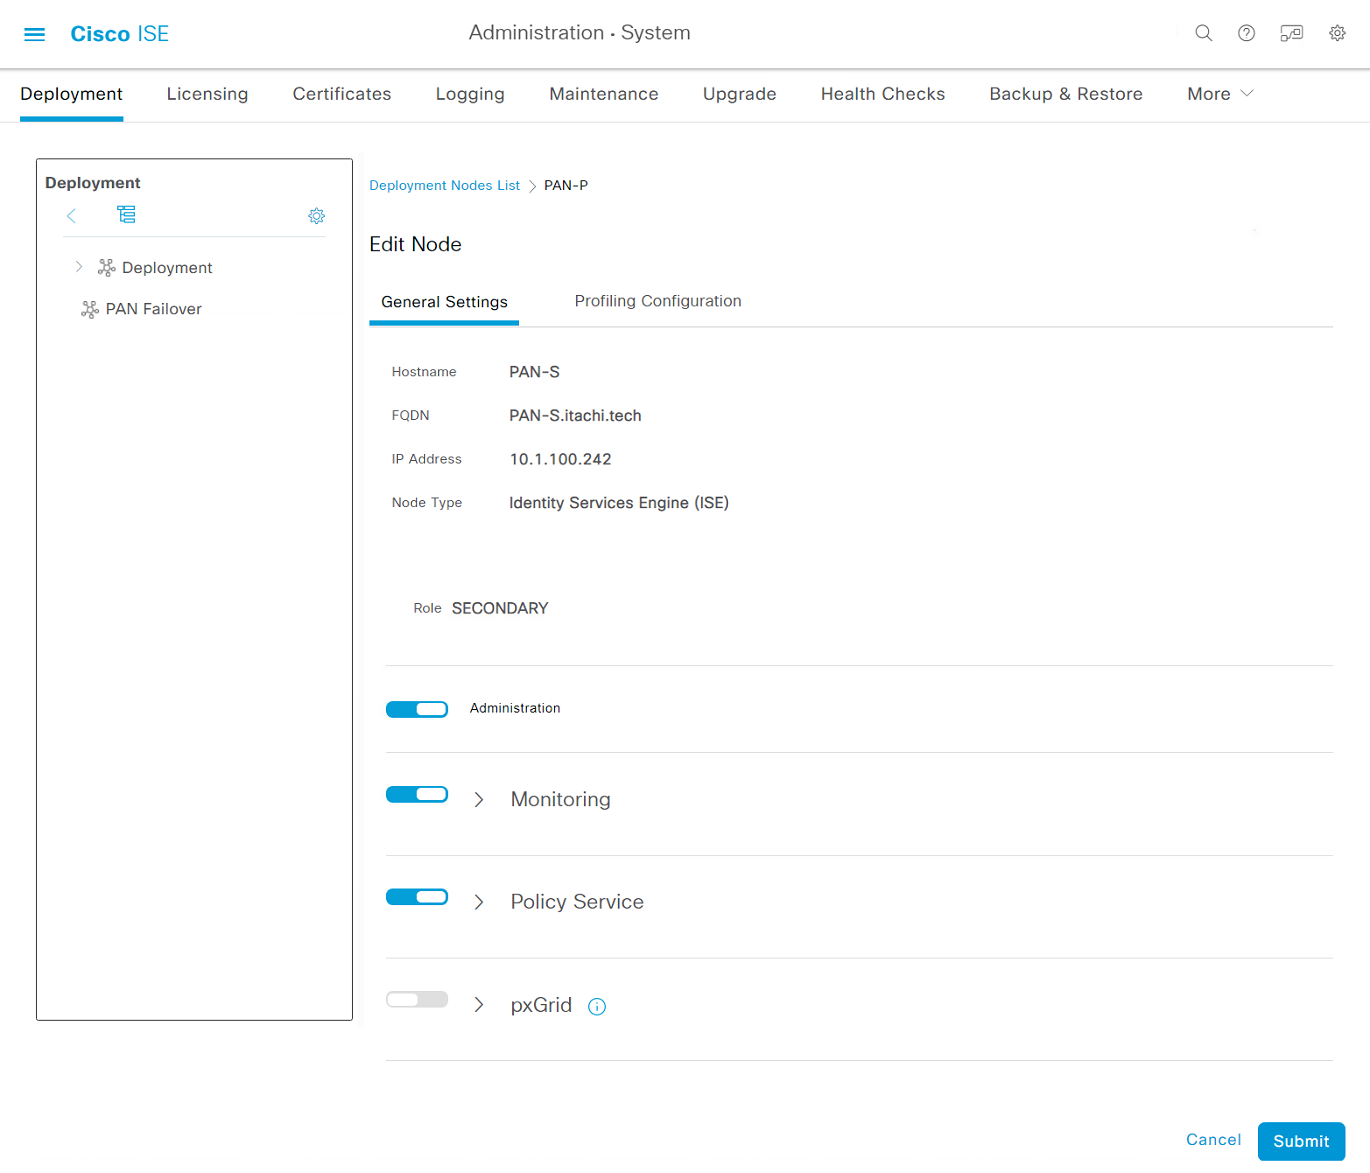 Cisco ISE
Administration · System
Deployment Licensing Certificates Logging Maintenance Upgrade Health Checks Backup & Restore More
Deployment
Deployment
PAN Failover
Deployment Nodes List > PAN-P
Edit Node
General Settings Profiling Configuration
Hostname PAN-S
FQDN PAN-S.itachi.tech
IP Address 10.1.100.242
Node Type Identity Services Engine (ISE)
Role SECONDARY
Administration
Monitoring
Policy Service
pxGrid
Cancel Submit